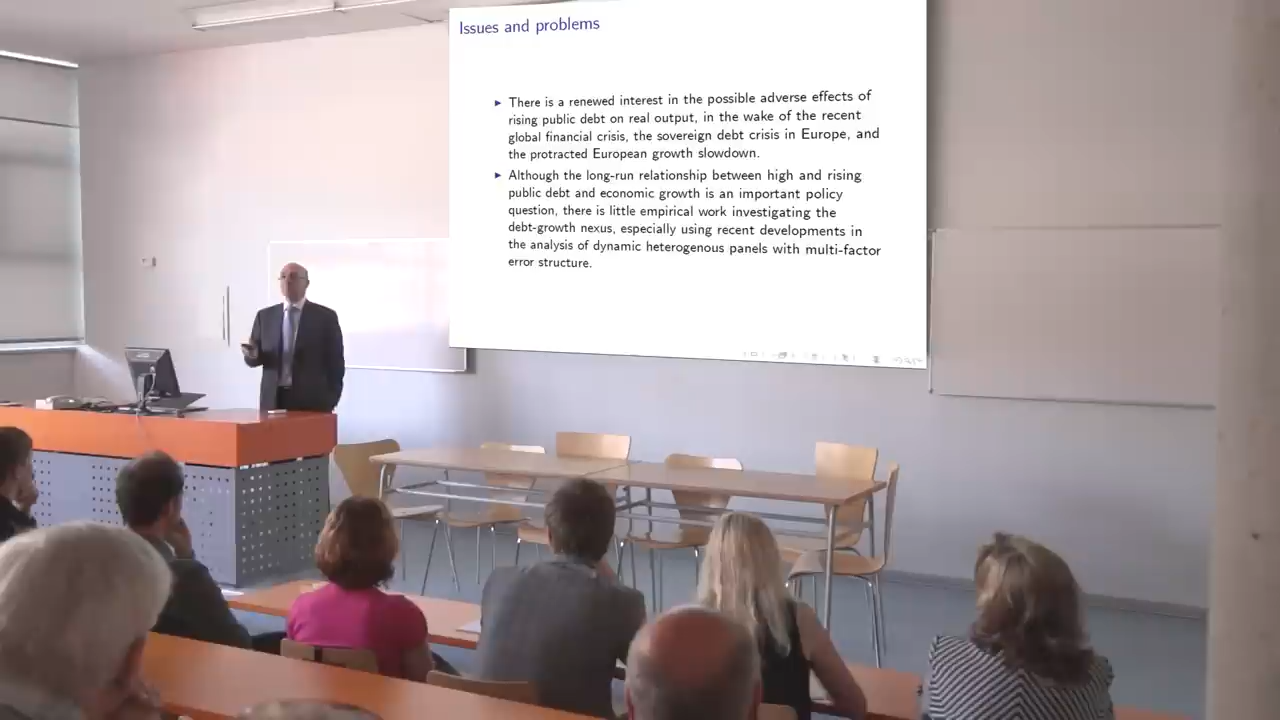 Issues and problems
There is a renewed interest in the possible adverse effects of
rising public debt on real output, in the wake of the recent
global financial crisis, the sovereign debt crisis in Europe, and
the protracted European growth slowdown.
Although the long-run relationship between high and rising
public debt and economic growth is an important policy
question, there is little empirical work investigating the
debt-growth nexus, especially using recent developments in
the analysis of dynamic heterogenous panels with multi-factor
error structure.